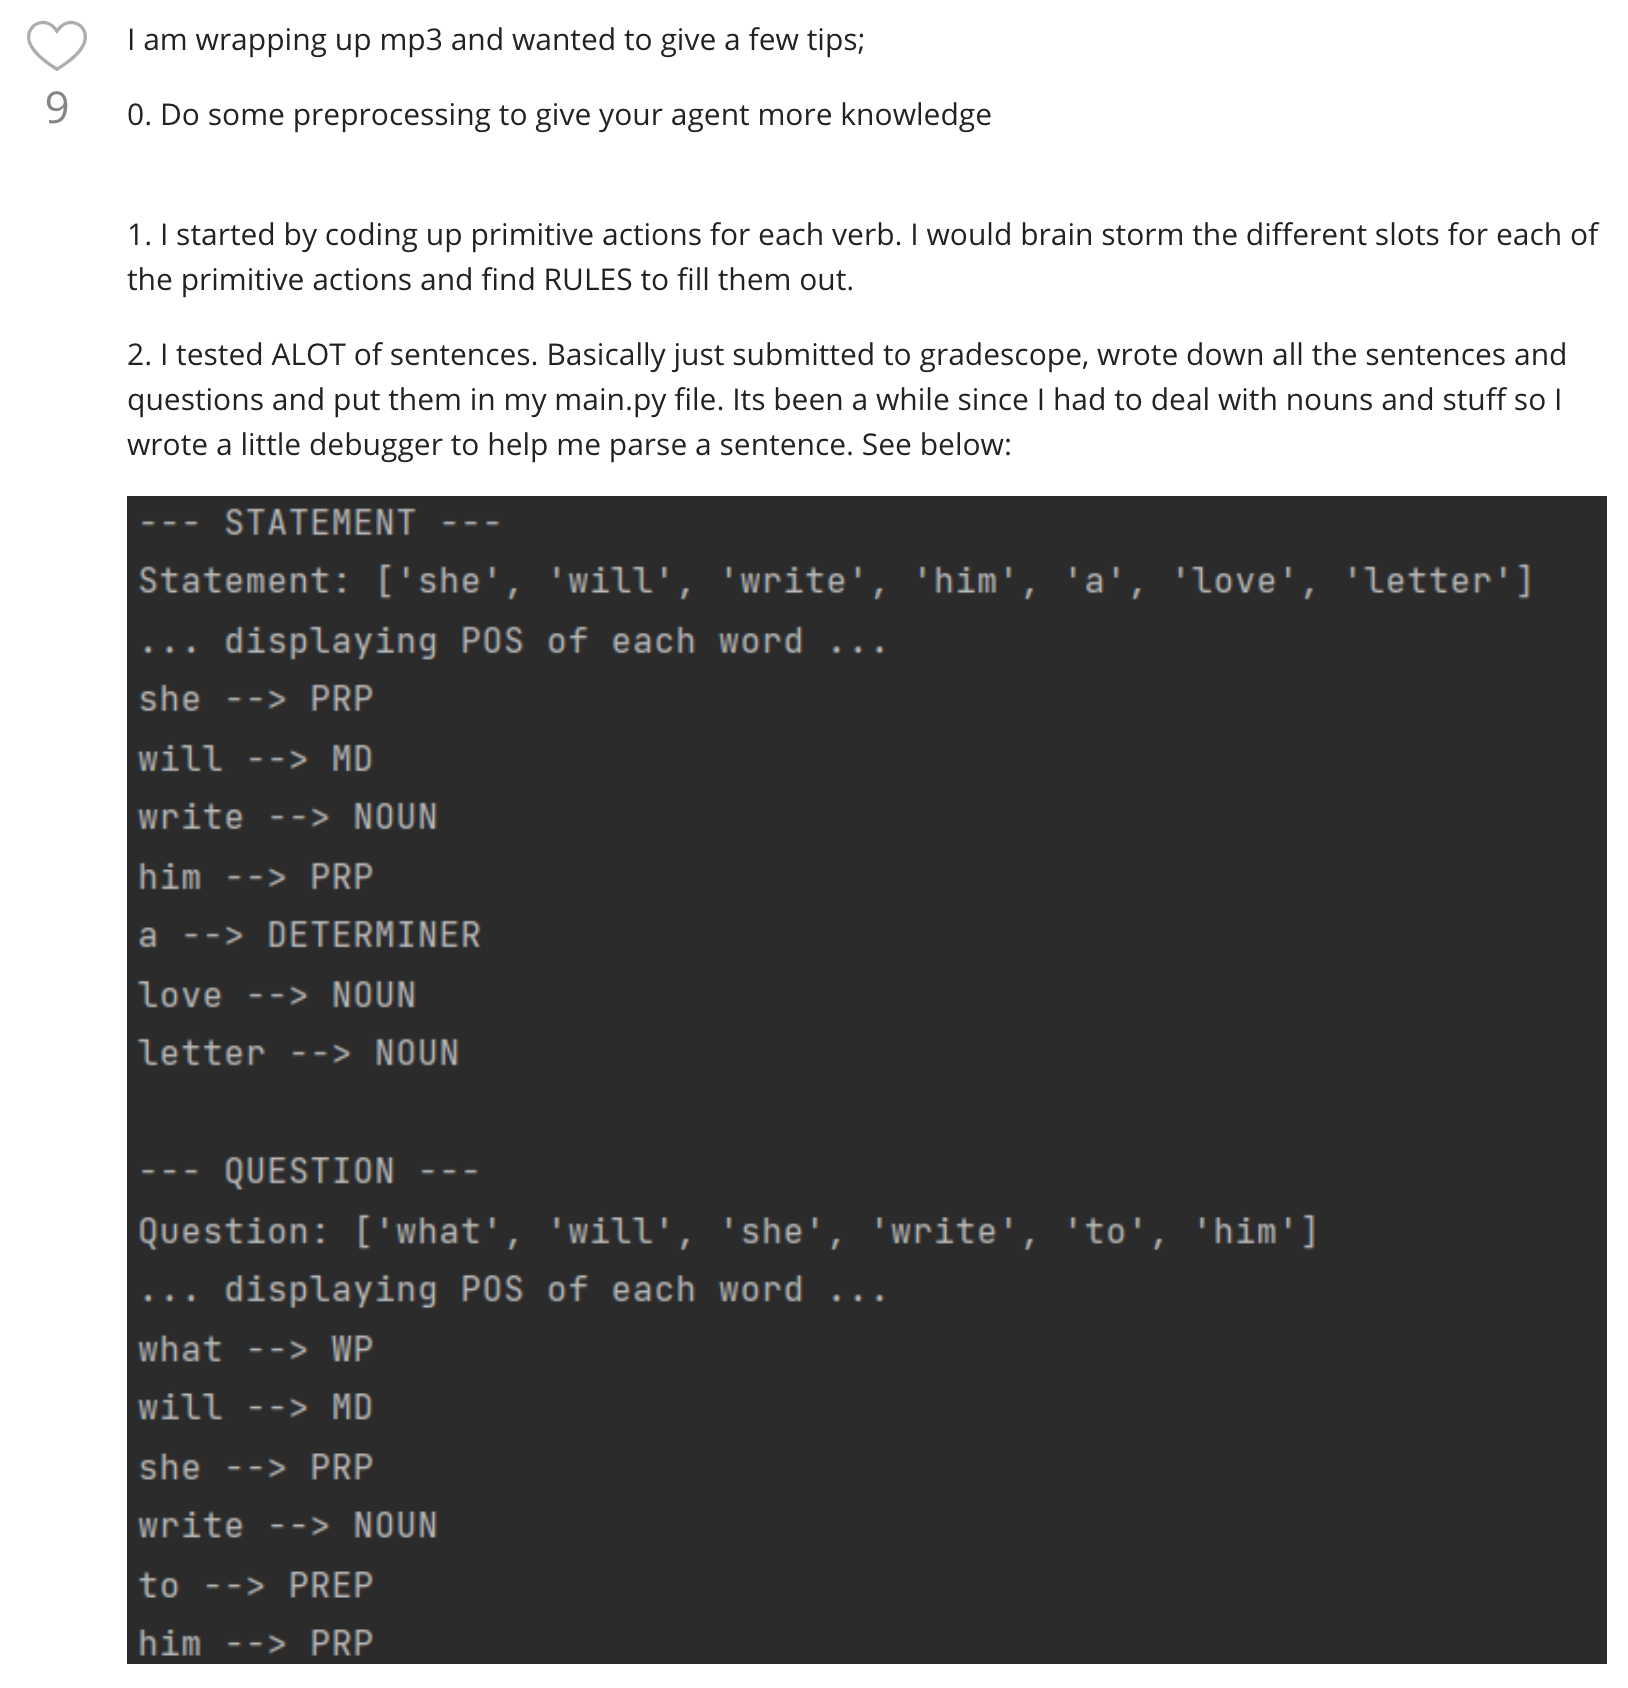 I am wrapping up mp3 and wanted to give a few tips;
9
0. Do some preprocessing to give your agent more knowledge
1. I started by coding up primitive actions for each verb. I would brain storm the different slots for each of
the primitive actions and find RULES to fill them out.
2. I tested ALOT of sentences. Basically just submitted to gradescope, wrote down all the sentences and
questions and put them in my main.py file. Its been a while since I had to deal with nouns and stuff so I
wrote a little debugger to help me parse a sentence. See below:
--- STATEMENT ---
Statement: ['she', 'will', 'write', 'him', 'a', 'love', 'letter']
... displaying POS of each word ...
she --> PRP
will --> MD
write --> NOUN
him --> PRP
a --> DETERMINER
love --> NOUN
letter --> NOUN
--- QUESTION ---
Question: ['what', 'will', 'she', 'write', 'to', 'him']
... displaying POS of each word ...
what --> WP
will --> MD
she --> PRP
write --> NOUN
to --> PREP
him --> PRP